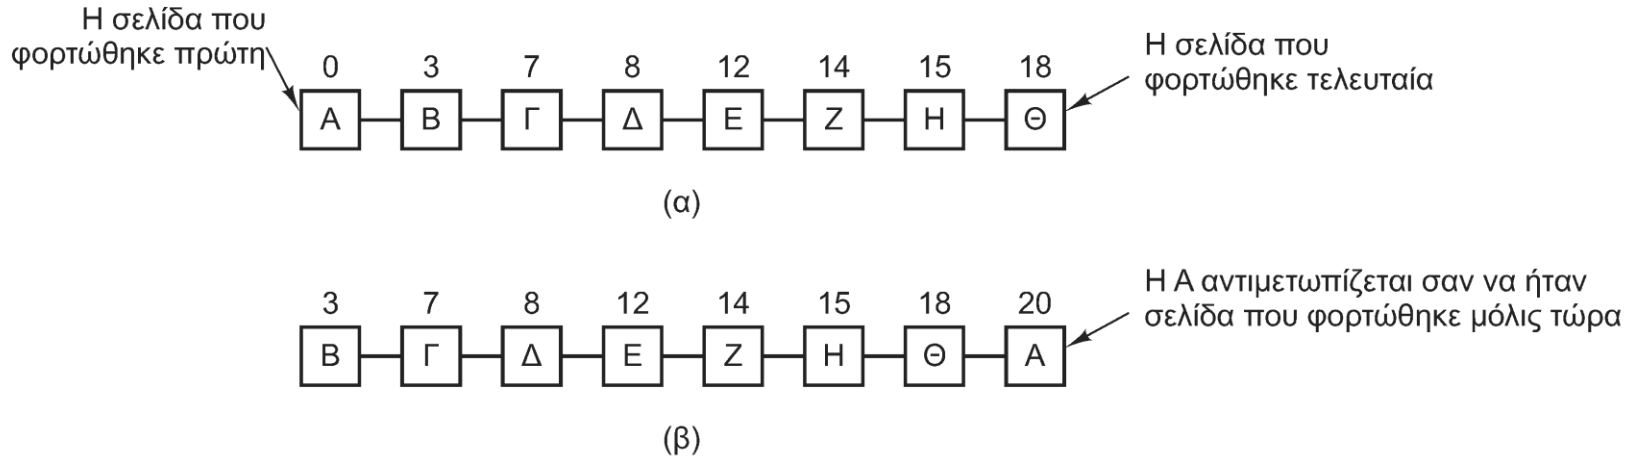 Η σελίδα που
φορτώθηκε πρώτη
Η σελίδα που
φορτώθηκε τελευταία
0 3 7 8 12 14 15 18
Α Β Γ Δ Ε Ζ Η Θ
(α)
Η Α αντιμετωπίζεται σαν να ήταν
σελίδα που φορτώθηκε μόλις τώρα
3 7 8 12 14 15 18 20
Β Γ Δ Ε Ζ Η Θ Α
(β)